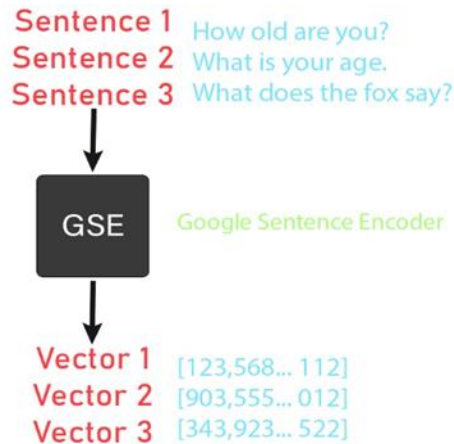 Sentence 1 How old are you?
Sentence 2 What is your age.
Sentence 3 What does the fox say?
GSE Google Sentence Encoder
Vector 1 [123,568... 112]
Vector 2 [903,555... 012]
Vector 3 [343,923... 522]